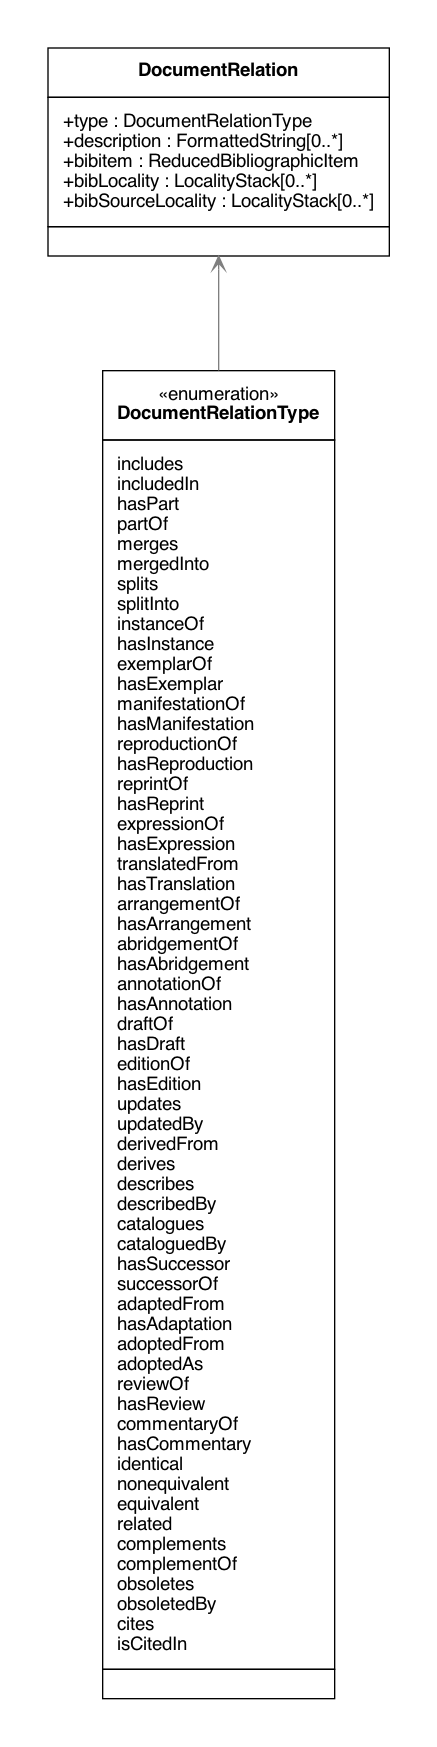 DocumentRelation
+type : DocumentRelationType
+description : FormattedString[0..*]
+bibitem : ReducedBibliographicItem
+bibLocality : LocalityStack[0..*]
+bibSourceLocality : LocalityStack[0..*]
«enumeration»
DocumentRelationType
includes
includedIn
hasPart
partOf
merges
mergedInto
splits
splitInto
instanceOf
hasInstance
exemplarOf
hasExemplar
manifestationOf
hasManifestation
reproductionOf
hasReproduction
reprintOf
hasReprint
expressionOf
hasExpression
translatedFrom
hasTranslation
arrangementOf
hasArrangement
abridgementOf
hasAbridgement
annotationOf
hasAnnotation
draftOf
hasDraft
editionOf
hasEdition
updates
updatedBy
derivedFrom
derives
describes
describedBy
catalogues
cataloguedBy
hasSuccessor
successorOf
adaptedFrom
hasAdaptation
adoptedFrom
adoptedAs
reviewOf
hasReview
commentaryOf
hasCommentary
identical
nonequivalent
equivalent
related
complements
complementOf
obsoletes
obsoletedBy
cites
isCitedIn